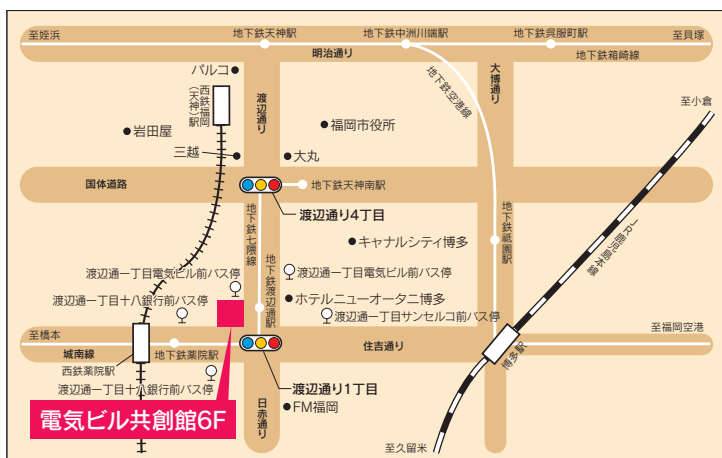 至姪浜
地下鉄天神駅
地下鉄中洲川端駅
地下鉄呉服町駅
至貝塚
明治通り
地下鉄箱崎線
パルコ
西鉄福岡
（天神）駅
渡辺通り
地下鉄空港線
大博通り
至小倉
岩田屋
福岡市役所
三越
大丸
国体道路
地下鉄天神南駅
渡辺通り4丁目
地下鉄七隈線
キャナルシティ博多
地下鉄祇園駅
JR鹿児島本線
渡辺通一丁目電気ビル前バス停
渡辺通一丁目電気ビル前バス停
渡辺通一丁目十八銀行前バス停
地下鉄渡辺通駅
ホテルニューオータニ博多
渡辺通一丁目サンセルコ前バス停
至橋本
至福岡空港
城南線
地下鉄薬院駅
住吉通り
博多駅
西鉄薬院駅
渡辺通一丁目十八銀行前バス停
渡辺通り1丁目
電気ビル共創館6F
日赤通り
FM福岡
至久留米